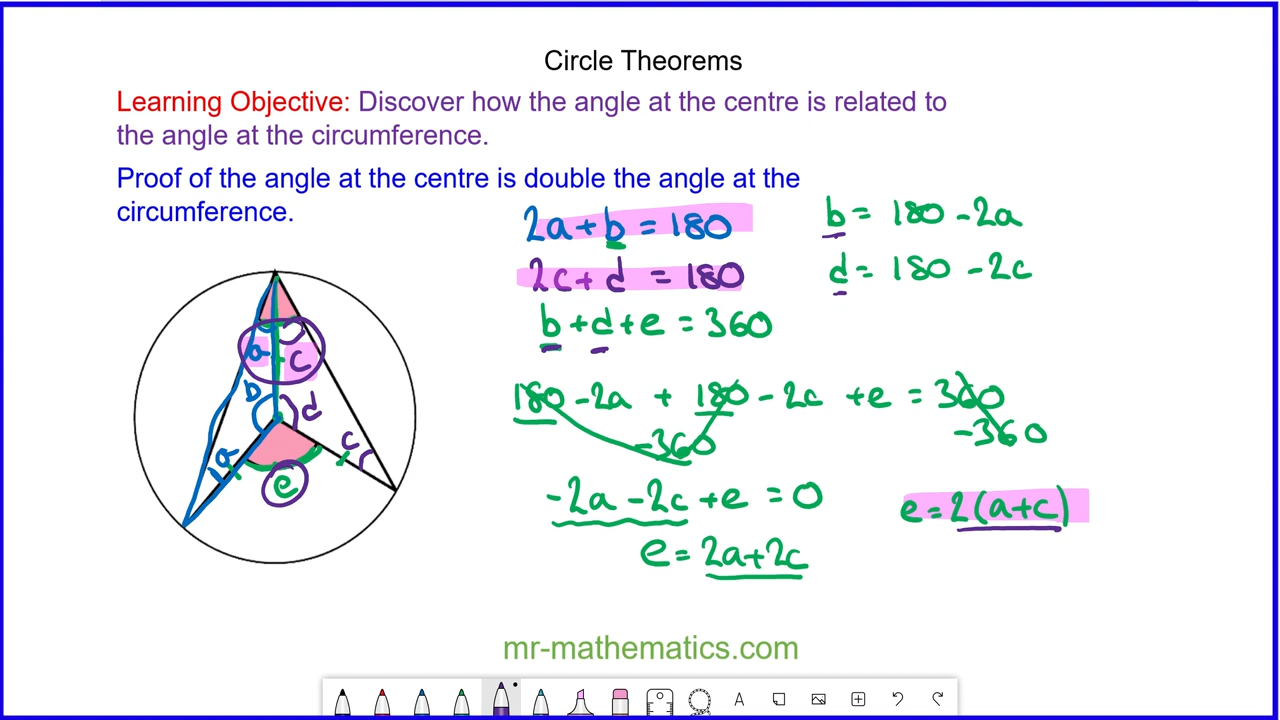 Circle Theorems
Learning Objective: Discover how the angle at the centre is related to
the angle at the circumference.
Proof of the angle at the centre is double the angle at the
circumference.
2a + b = 180
b = 180 - 2a
2c + d = 180
d = 180 - 2c
b + d + e = 360
a
c
b
d
180 - 2a + 180 - 2c + e = 360
-360
-360
a
c
e
-2a - 2c + e = 0
e = 2(a+c)
e = 2a+2c
mr-mathematics.com
A